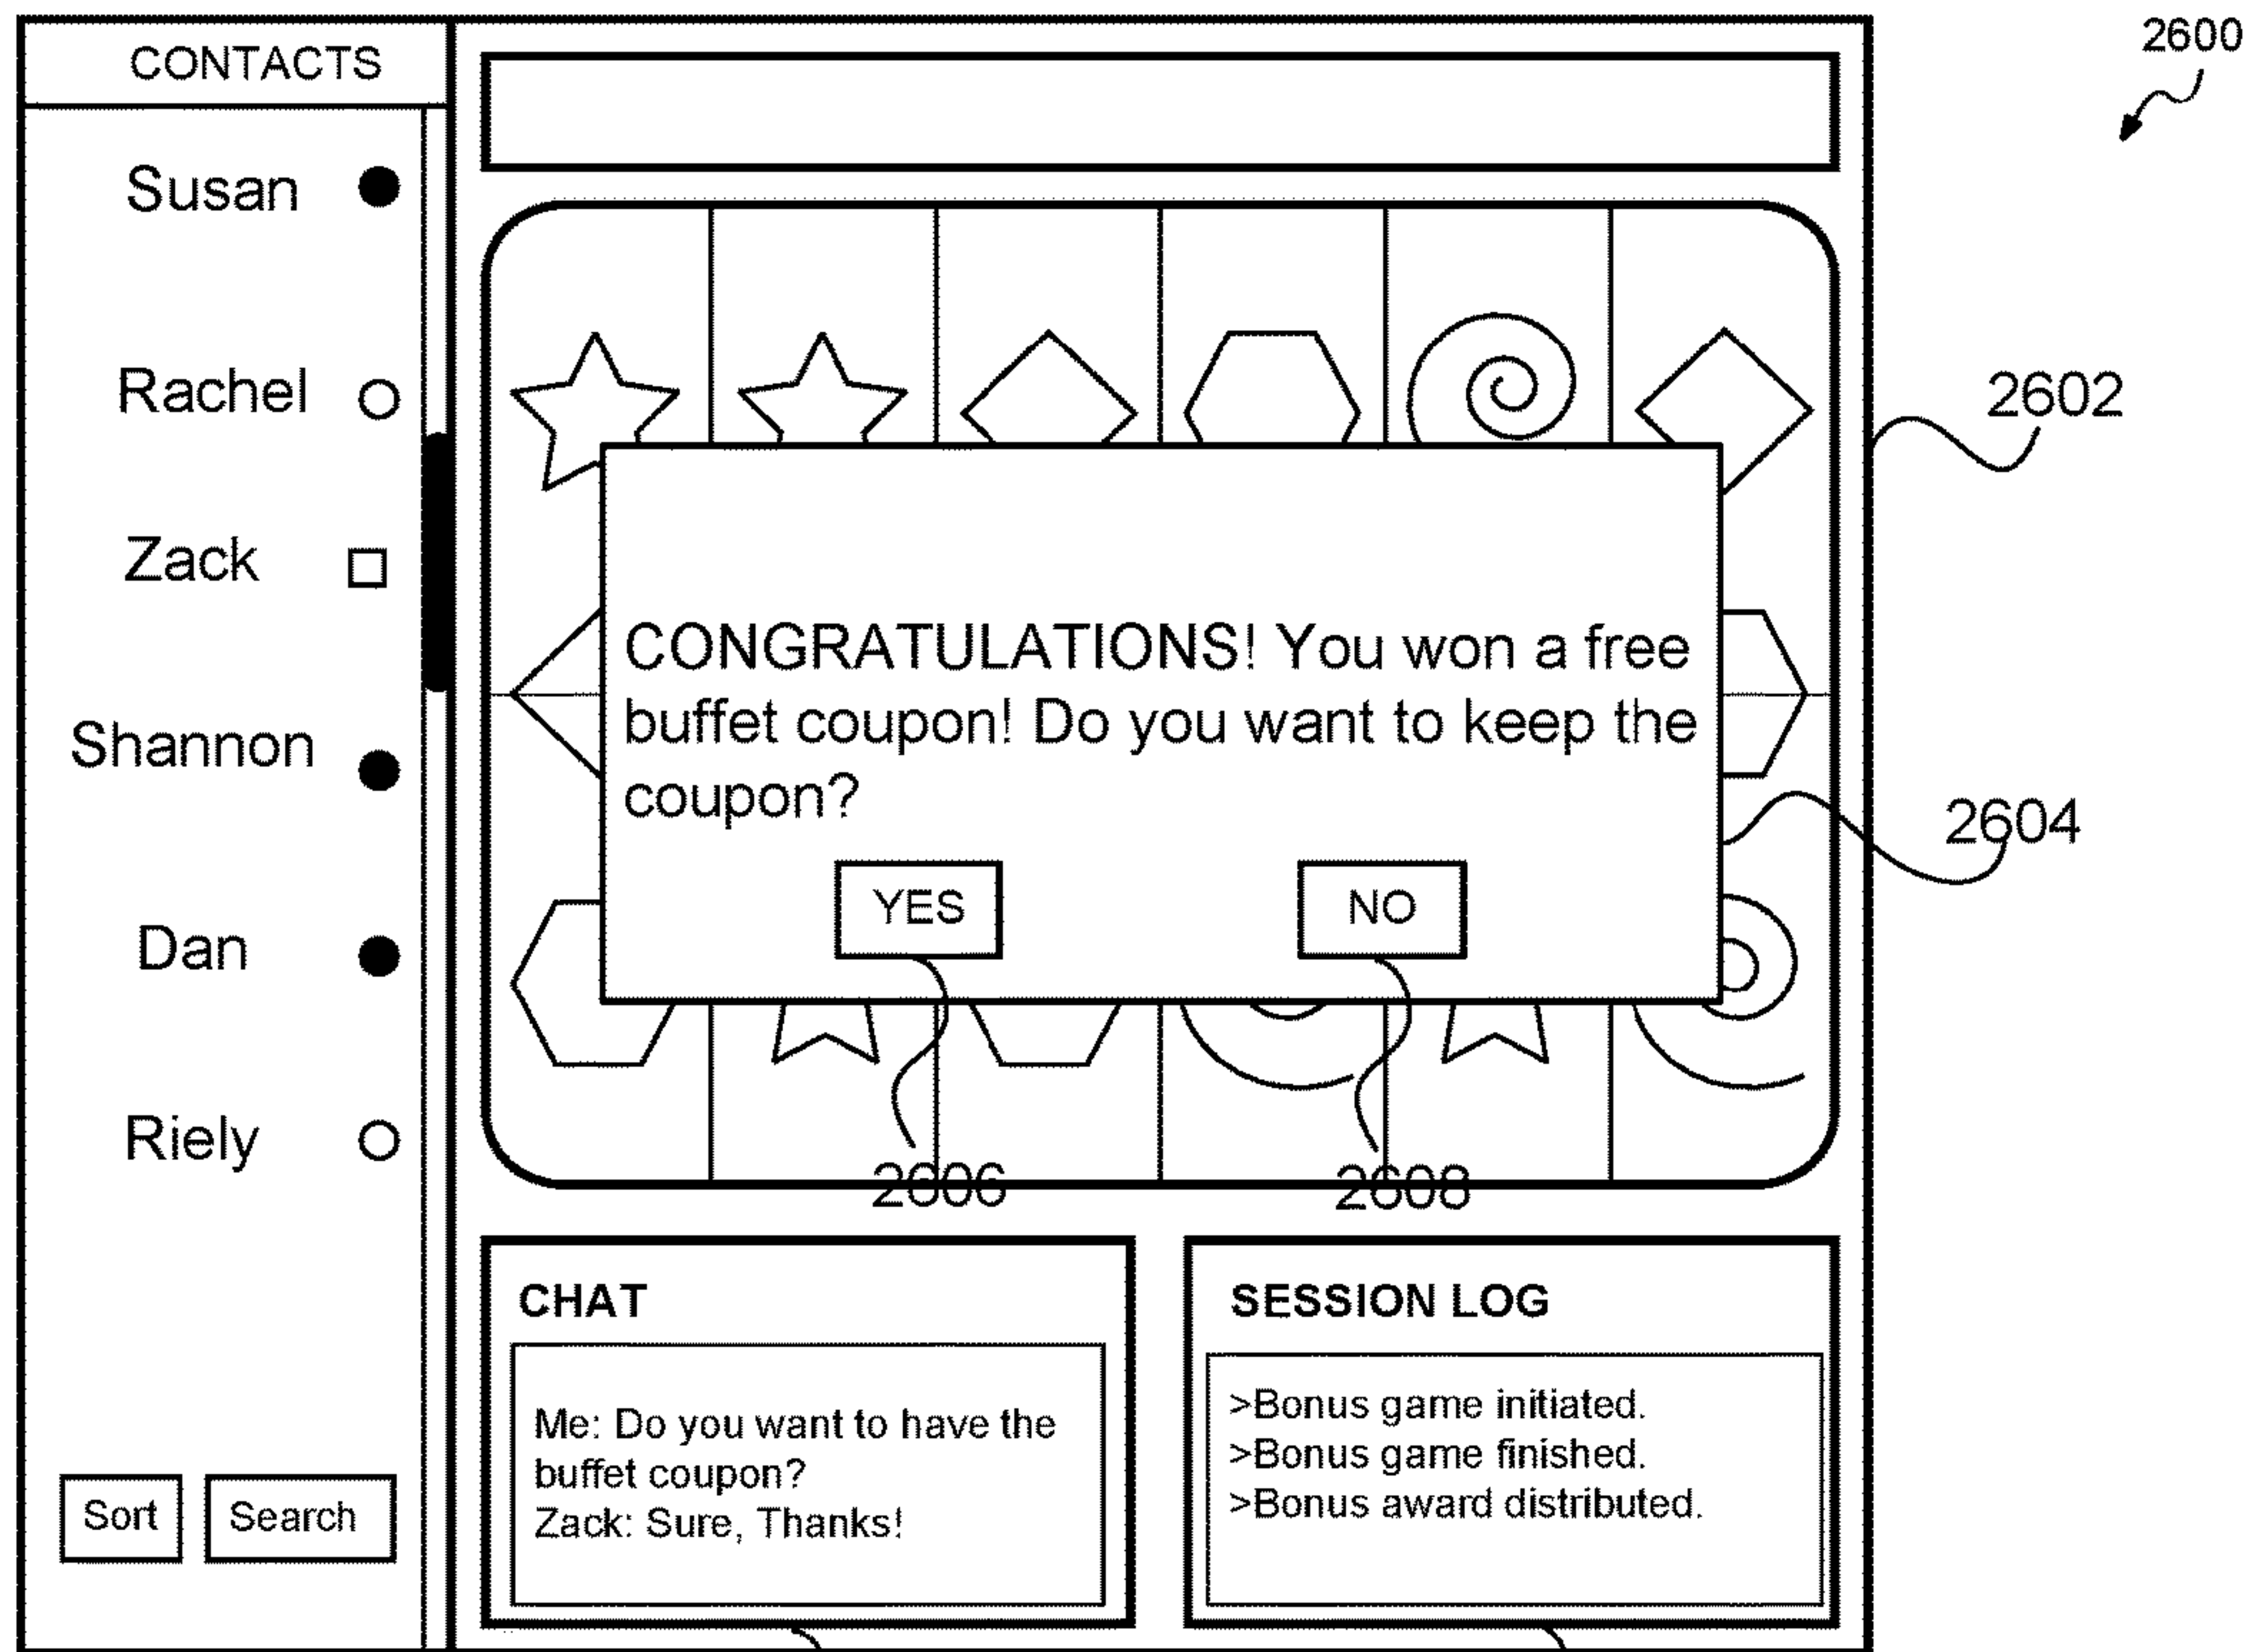 CONTACTS
Susan
Rachel
Zack
Shannon
Dan
Riely
Sort
Search
CONGRATULATIONS! You won a free
buffet coupon! Do you want to keep the
coupon?
YES
NO
CHAT
Me: Do you want to have the
buffet coupon?
Zack: Sure, Thanks!
SESSION LOG
>Bonus game initiated.
>Bonus game finished.
>Bonus award distributed.
2600
2602
2604
2606
2608